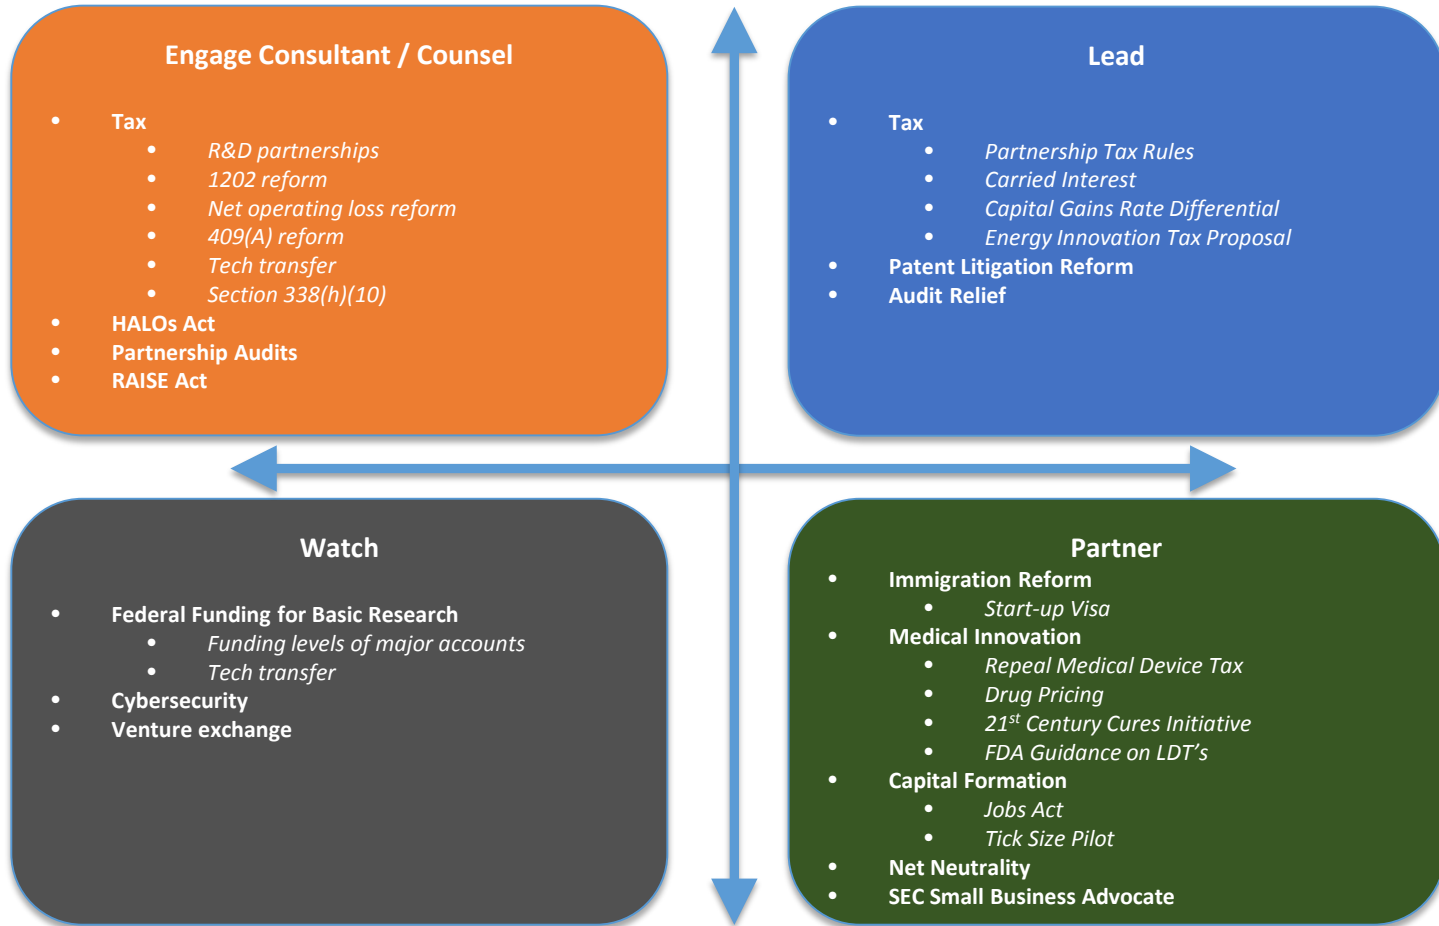 Engage Consultant / Counsel
• Tax
• R&D partnerships
• 1202 reform
• Net operating loss reform
• 409(A) reform
• Tech transfer
• Section 338(h)(10)
• HALOs Act
• Partnership Audits
• RAISE Act
Lead
• Tax
• Partnership Tax Rules
• Carried Interest
• Capital Gains Rate Differential
• Energy Innovation Tax Proposal
• Patent Litigation Reform
• Audit Relief
Watch
• Federal Funding for Basic Research
• Funding levels of major accounts
• Tech transfer
• Cybersecurity
• Venture exchange
Partner
• Immigration Reform
• Start-up Visa
• Medical Innovation
• Repeal Medical Device Tax
• Drug Pricing
• 21st Century Cures Initiative
• FDA Guidance on LDT’s
• Capital Formation
• Jobs Act
• Tick Size Pilot
• Net Neutrality
• SEC Small Business Advocate